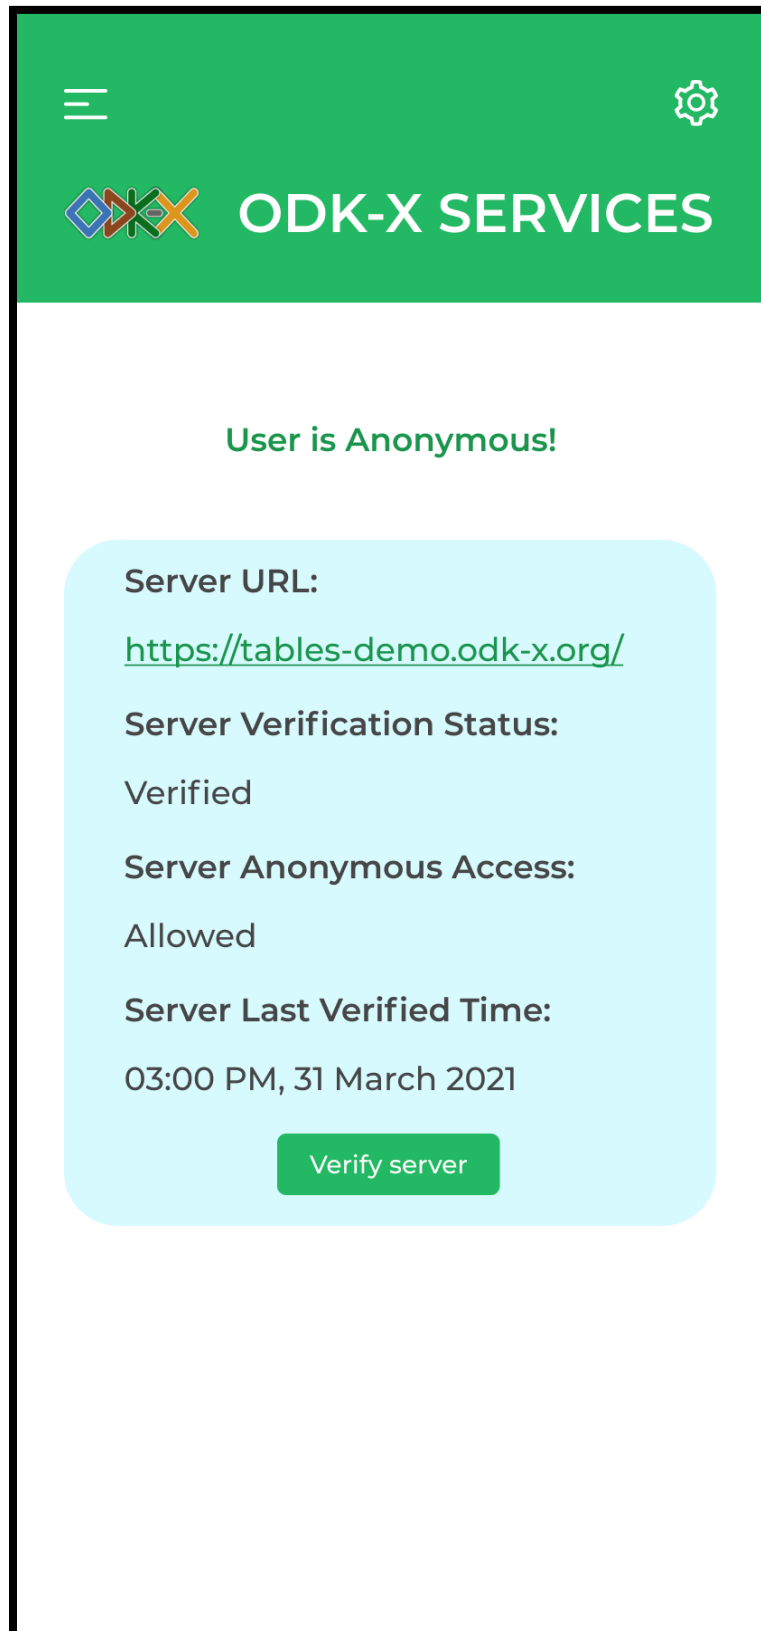 ODK-X ODK-X SERVICES
User is Anonymous!
Server URL:
https://tables-demo.odk-x.org/
Server Verification Status:
Verified
Server Anonymous Access:
Allowed
Server Last Verified Time:
03:00 PM, 31 March 2021
Verify server